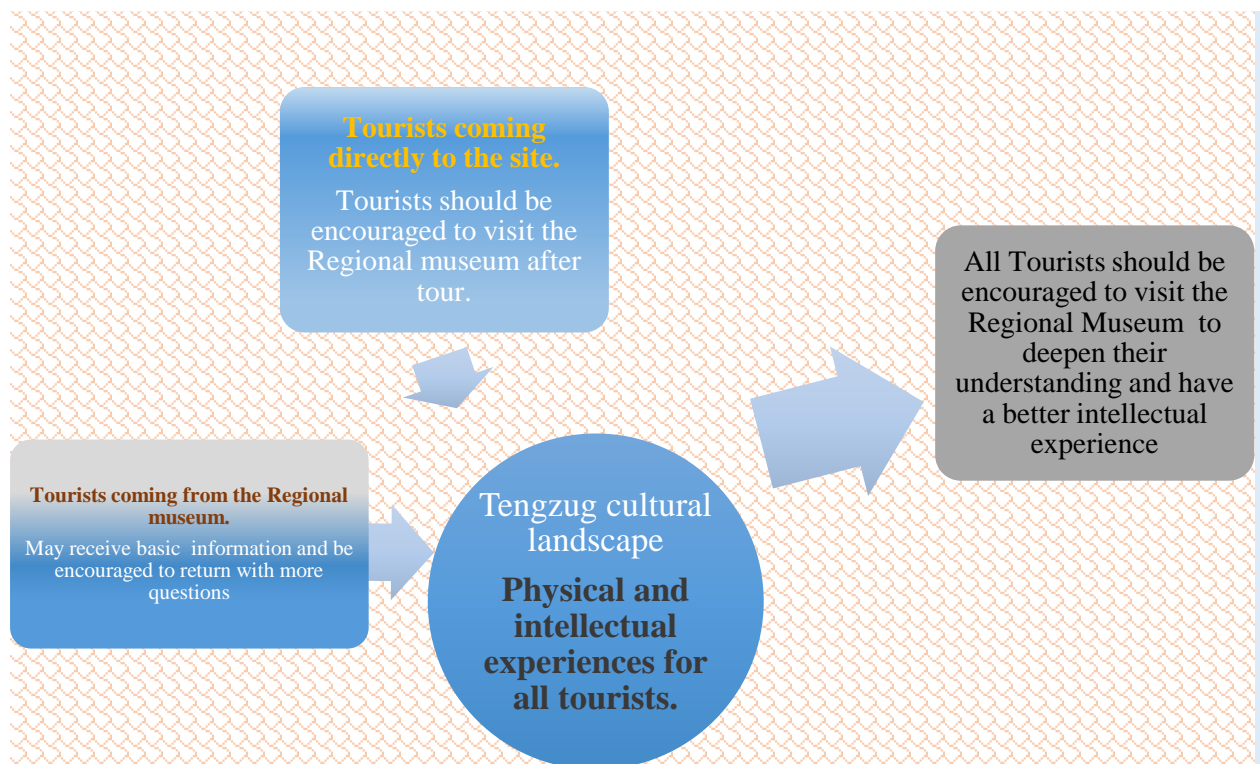 Tourists coming
directly to the site.
Tourists should be
encouraged to visit the
Regional museum after
tour.
All Tourists should be
encouraged to visit the
Regional Museum  to
deepen their
understanding and have
a better intellectual
experience
Tourists coming from the Regional
museum.
May receive basic  information and be
encouraged to return with more
questions
Tengzug cultural
landscape
Physical and
intellectual
experiences for
all tourists.